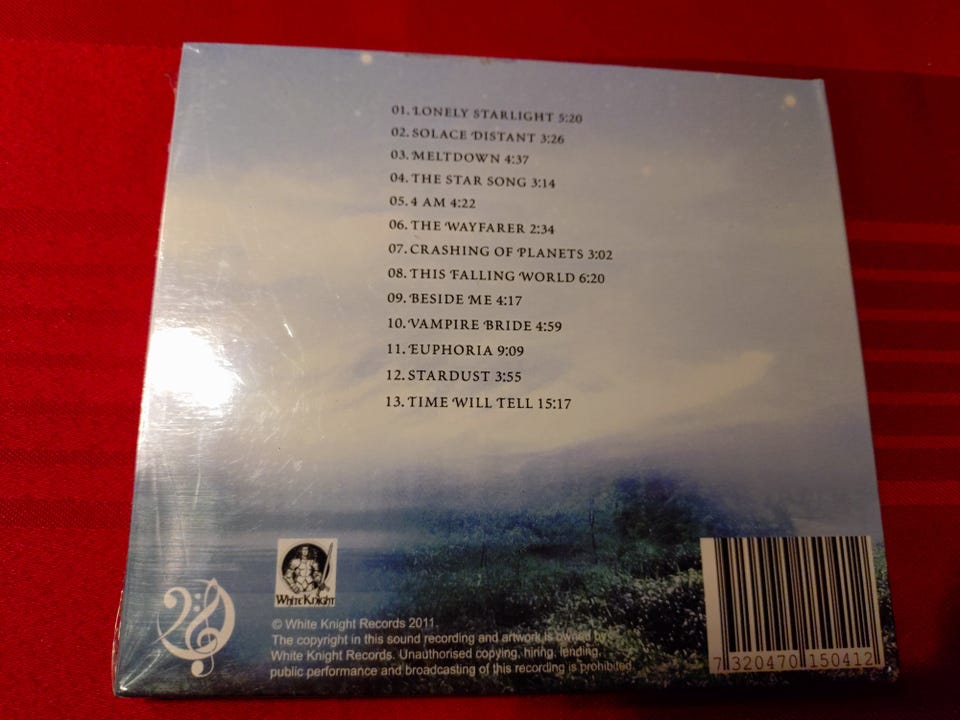 01. LONELY STARLIGHT 5:20
02. SOLACE DISTANT 3:26
03. MELTDOWN 4:37
04. THE STAR SONG 3:14
05. 4 AM 4:22
06. THE WAYFARER 2:34
07. CRASHING OF PLANETS 3:02
08. THIS FALLING WORLD 6:20
09. BESIDE ME 4:17
10. VAMPIRE BRIDE 4:59
11. EUPHORIA 9:09
12. STARDUST 3:55
13. TIME WILL TELL 15:17
WHITE KNIGHT
© White Knight Records 2011.
The copyright in this sound recording and artwork is owned by
White Knight Records. Unauthorised copying, hiring, lending,
public performance and broadcasting of this recording is prohibited.
7 320470 150412